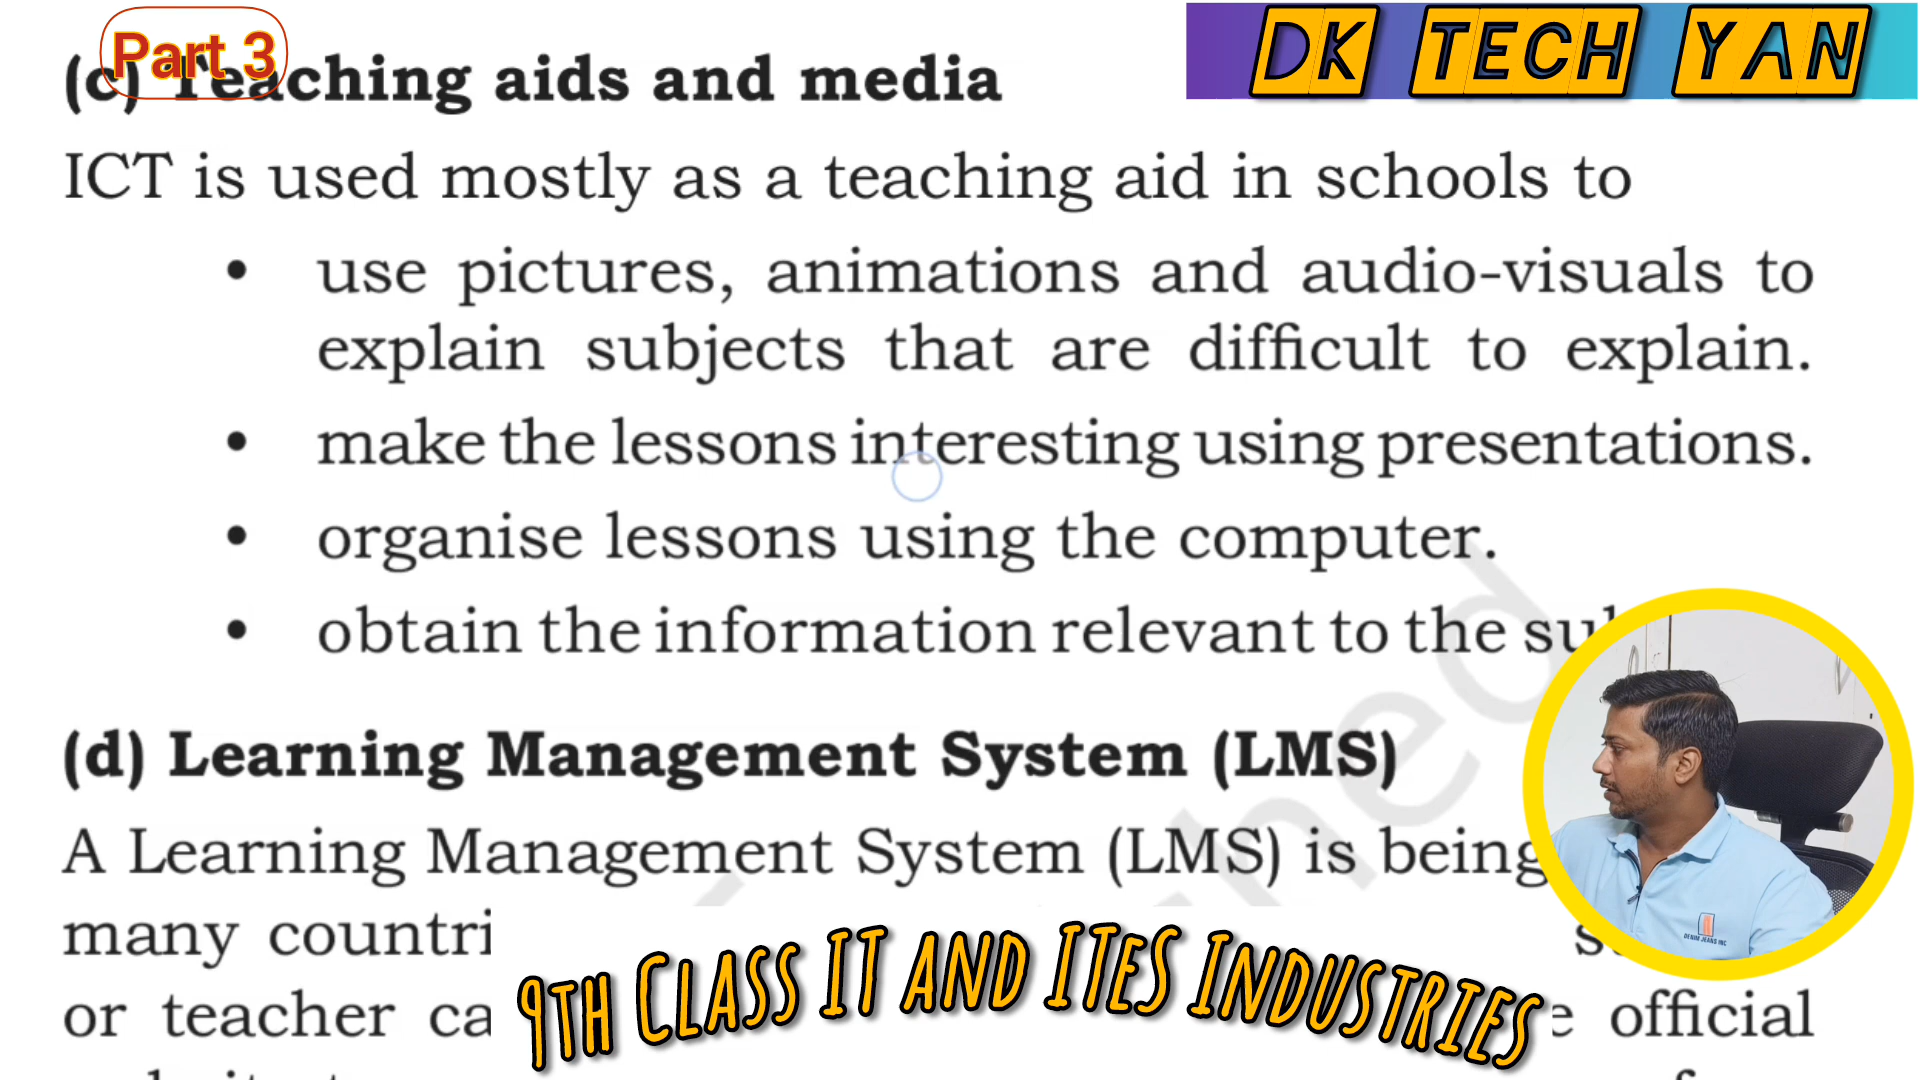 Part 3
DK TECH YAN
(c) Teaching aids and media
ICT is used mostly as a teaching aid in schools to
• use pictures, animations and audio-visuals to
explain subjects that are difficult to explain.
• make the lessons interesting using presentations.
• organise lessons using the computer.
• obtain the information relevant to the
(d) Learning Management System (LMS)
A Learning Management System (LMS) is being
many
or teacher
official
9th Class IT and ITeS Industries
DENIM JEANS INC